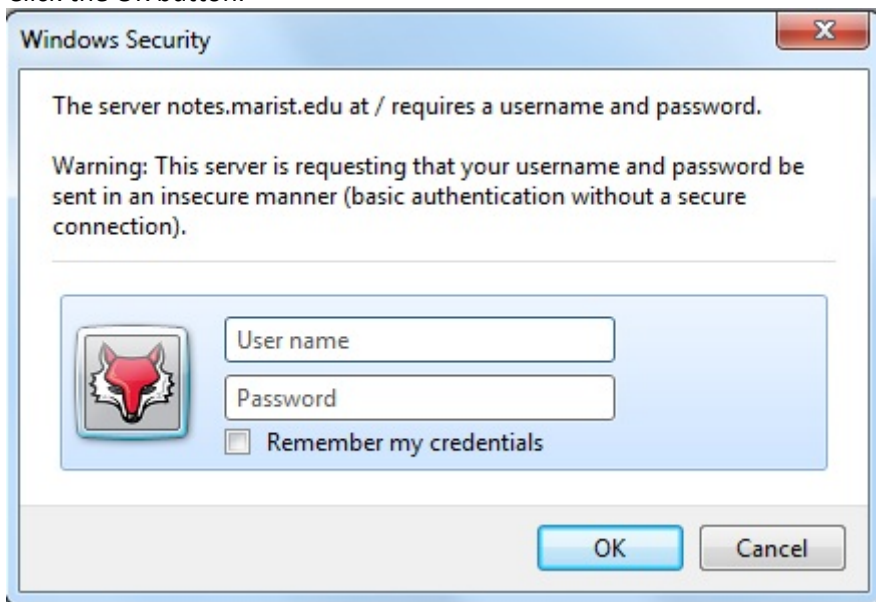 Click the OK button.
Windows Security
The server notes.marist.edu at / requires a username and password.
Warning: This server is requesting that your username and password be
sent in an insecure manner (basic authentication without a secure
connection).
User name
Password
Remember my credentials
OK
Cancel